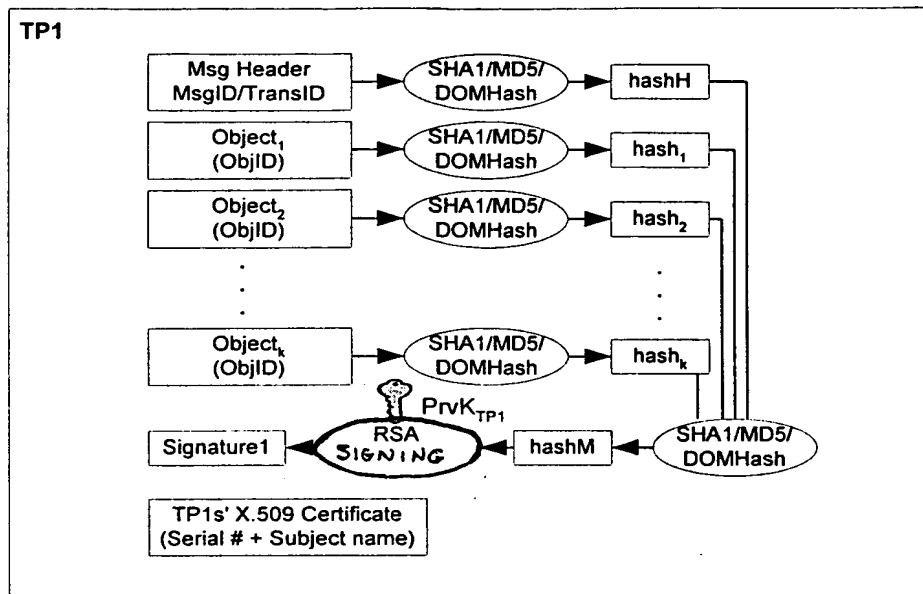 TP1
Msg Header
MsgID/TransID
SHA1/MD5/
DOMHash
hashH
Object₁
(ObjID)
SHA1/MD5/
DOMHash
hash₁
Object₂
(ObjID)
SHA1/MD5/
DOMHash
hash₂
Objectₖ
(ObjID)
SHA1/MD5/
DOMHash
hashₖ
PrvK_TP1
Signature1
RSA
SIGNING
hashM
SHA1/MD5/
DOMHash
TP1s' X.509 Certificate
(Serial # + Subject name)